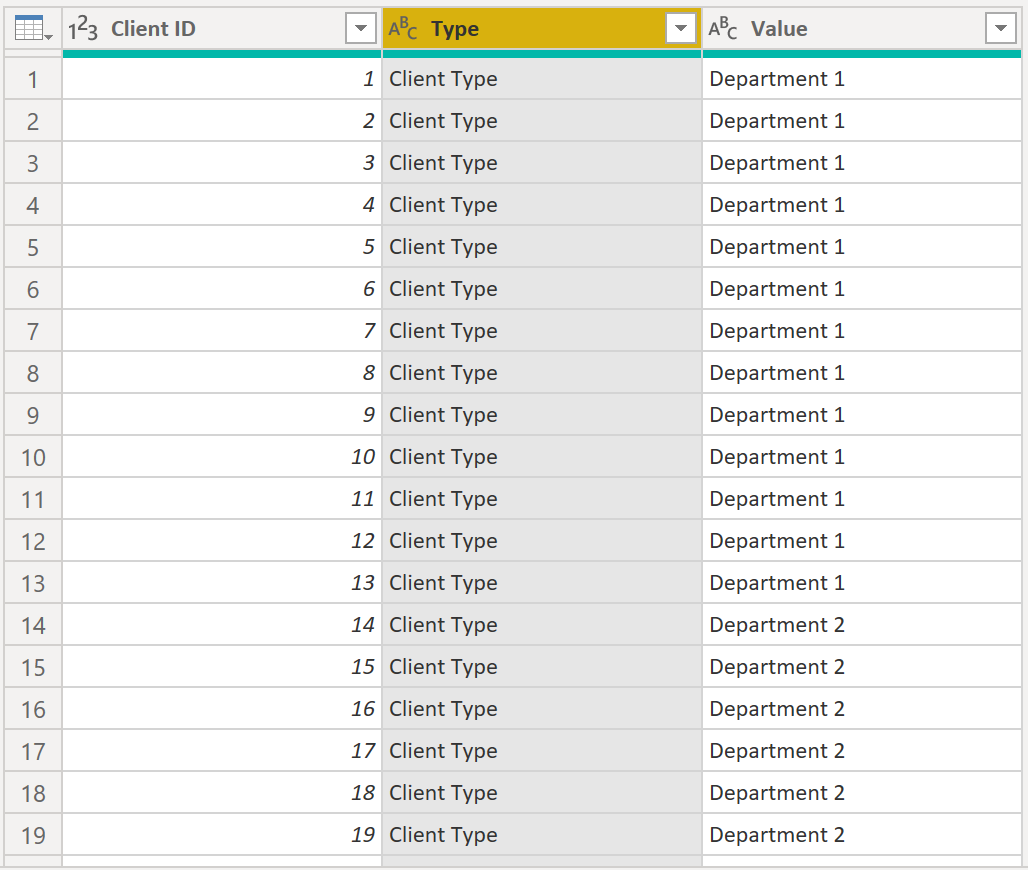 123 Client ID ABC Type ABC Value
1 1 Client Type Department 1
2 2 Client Type Department 1
3 3 Client Type Department 1
4 4 Client Type Department 1
5 5 Client Type Department 1
6 6 Client Type Department 1
7 7 Client Type Department 1
8 8 Client Type Department 1
9 9 Client Type Department 1
10 10 Client Type Department 1
11 11 Client Type Department 1
12 12 Client Type Department 1
13 13 Client Type Department 1
14 14 Client Type Department 2
15 15 Client Type Department 2
16 16 Client Type Department 2
17 17 Client Type Department 2
18 18 Client Type Department 2
19 19 Client Type Department 2